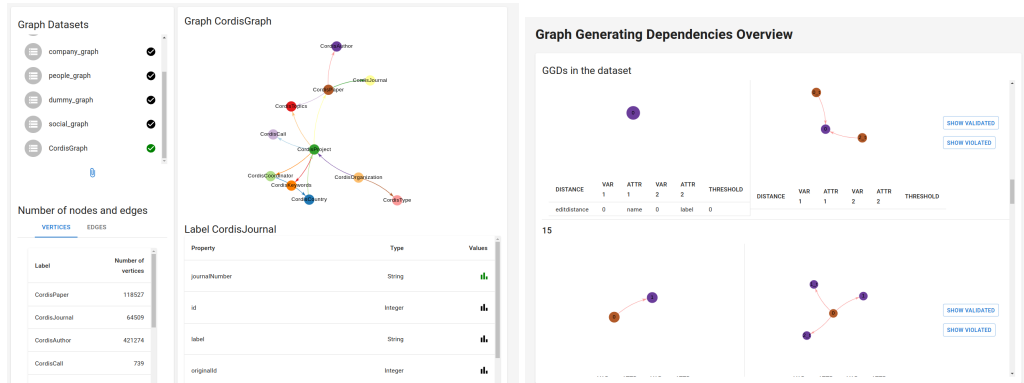 Graph Datasets
company_graph
people_graph
dummy_graph
social_graph
CordisGraph
Number of nodes and edges
VERTICES EDGES
Label Number of vertices
CordisPaper 118527
CordisJournal 64509
CordisAuthor 421274
CordisCall 739
Graph CordisGraph
CordisAuthor
CordisJournal
CordisPaper
CordisTopics
CordisCall
CordisProject
CordisCoordinator
CordisOrganization
CordisKeywords
CordisCountry
CordisType
Label CordisJournal
Property Type Values
journalNumber String
id Integer
label String
originalId Integer
Graph Generating Dependencies Overview
GGDs in the dataset
SHOW VALIDATED
SHOW VIOLATED
DISTANCE VAR 1 ATTR 1 VAR 2 ATTR 2 THRESHOLD
editdistance 0 name 0 label 0
DISTANCE VAR 1 ATTR 1 VAR 2 ATTR 2 THRESHOLD
15
SHOW VALIDATED
SHOW VIOLATED